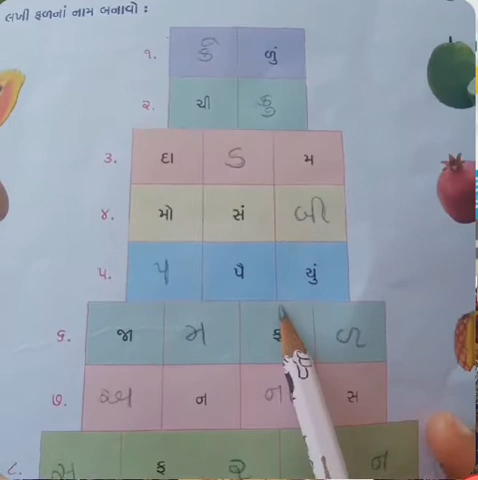 લખી ફળનાં નામ બનાવો :
૧. કે ળું
૨. ચી કુ
૩. દા ડ મ
૪. મો સં બી
૫. પ પૈ યું
૬. જા મ ફ ળ
૭. અ ન ન સ
૮. સ ફ ર જ ન